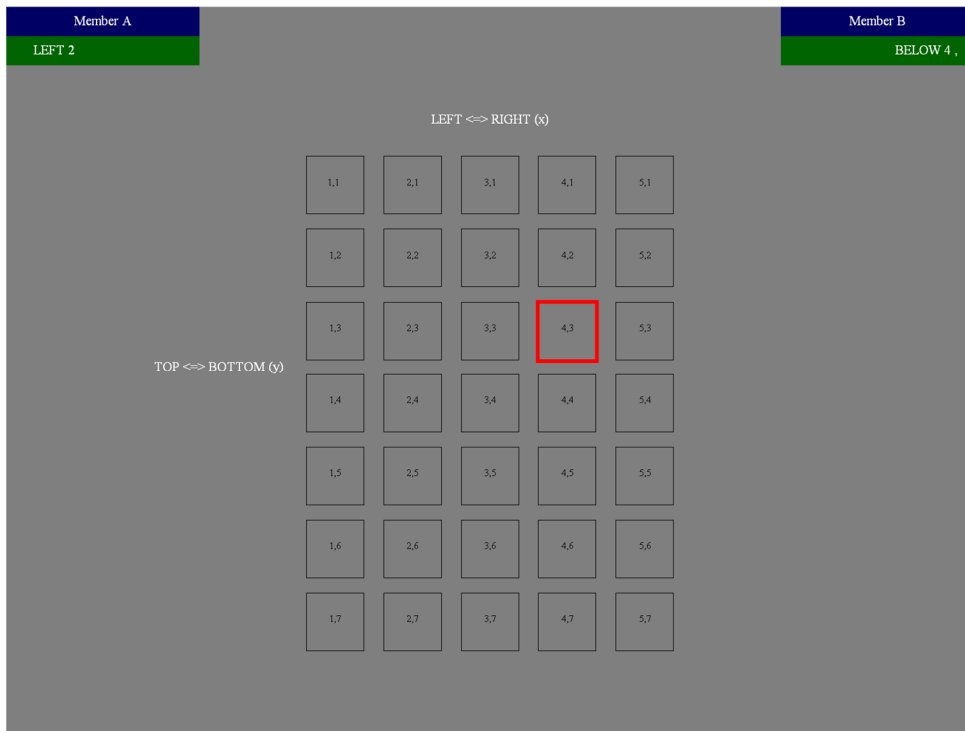 Member A
Member B
LEFT 2
BELOW 4 ,
LEFT <=> RIGHT (x)
1,1 2,1 3,1 4,1 5,1
1,2 2,2 3,2 4,2 5,2
1,3 2,3 3,3 4,3 5,3
TOP <=> BOTTOM (y)
1,4 2,4 3,4 4,4 5,4
1,5 2,5 3,5 4,5 5,5
1,6 2,6 3,6 4,6 5,6
1,7 2,7 3,7 4,7 5,7